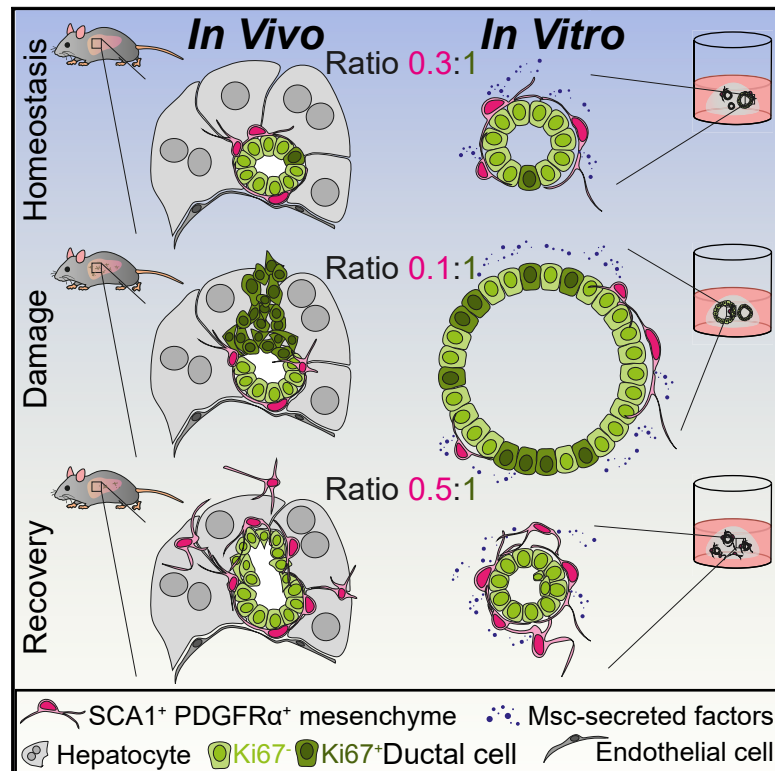 In Vivo
In Vitro
Homeostasis
Ratio 0.3:1
Damage
Ratio 0.1:1
Recovery
Ratio 0.5:1
SCA1⁺ PDGFRα⁺ mesenchyme
Msc-secreted factors
Hepatocyte
Ki67⁻
Ki67⁺Ductal cell
Endothelial cell